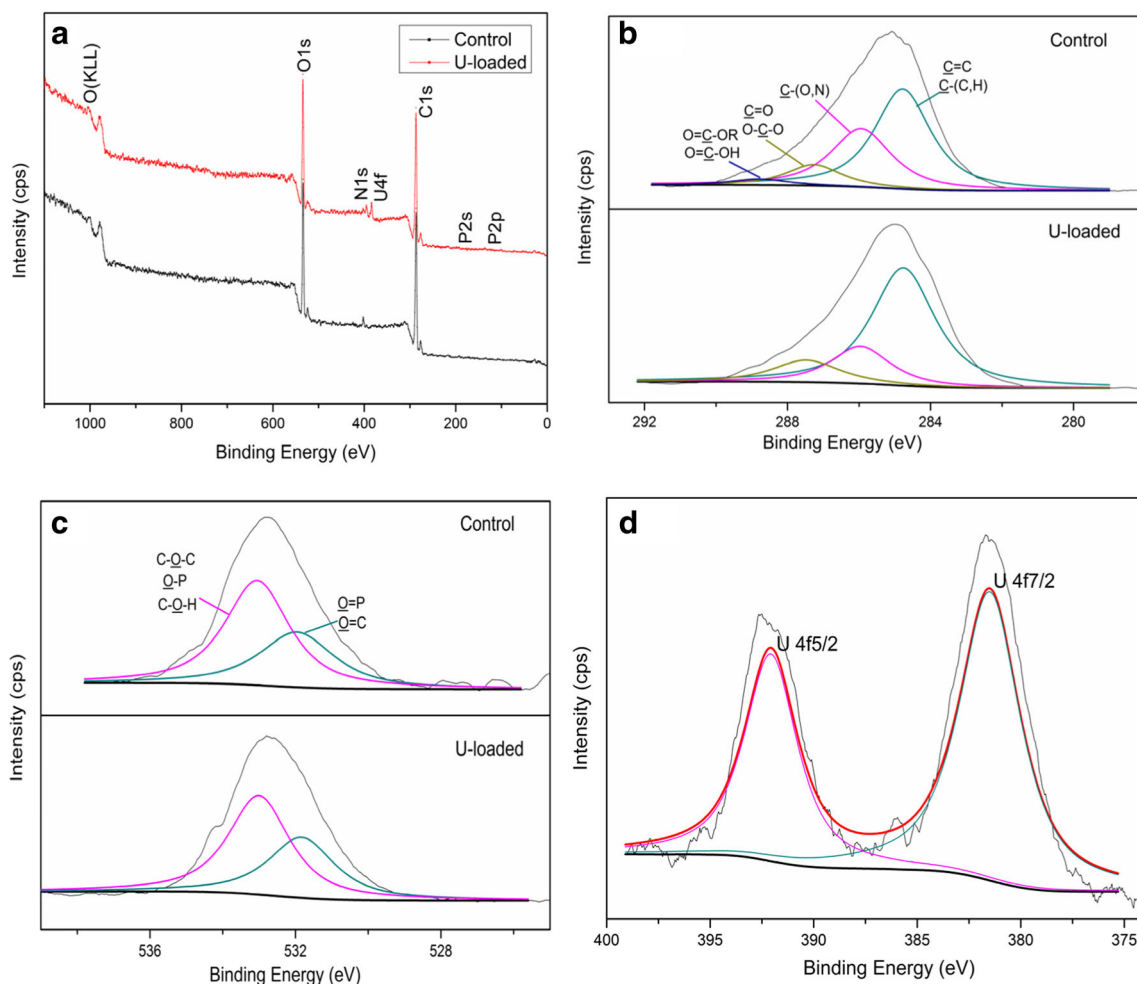 a
Control
U-loaded
O(KLL)
O1s
C1s
N1s
U4f
P2s
P2p
Intensity (cps)
1000
800
600
400
200
0
Binding Energy (eV)
b
Control
C=C
C-(C,H)
C-(O,N)
C=O
O-C-O
O=C-OR
O=C-OH
U-loaded
Intensity (cps)
292
288
284
280
Binding Energy (eV)
c
Control
C-O-C
O-P
C-O-H
O=P
O=C
U-loaded
Intensity (cps)
536
532
528
Binding Energy (eV)
d
U 4f7/2
U 4f5/2
Intensity (cps)
400
395
390
385
380
375
Binding Energy (eV)